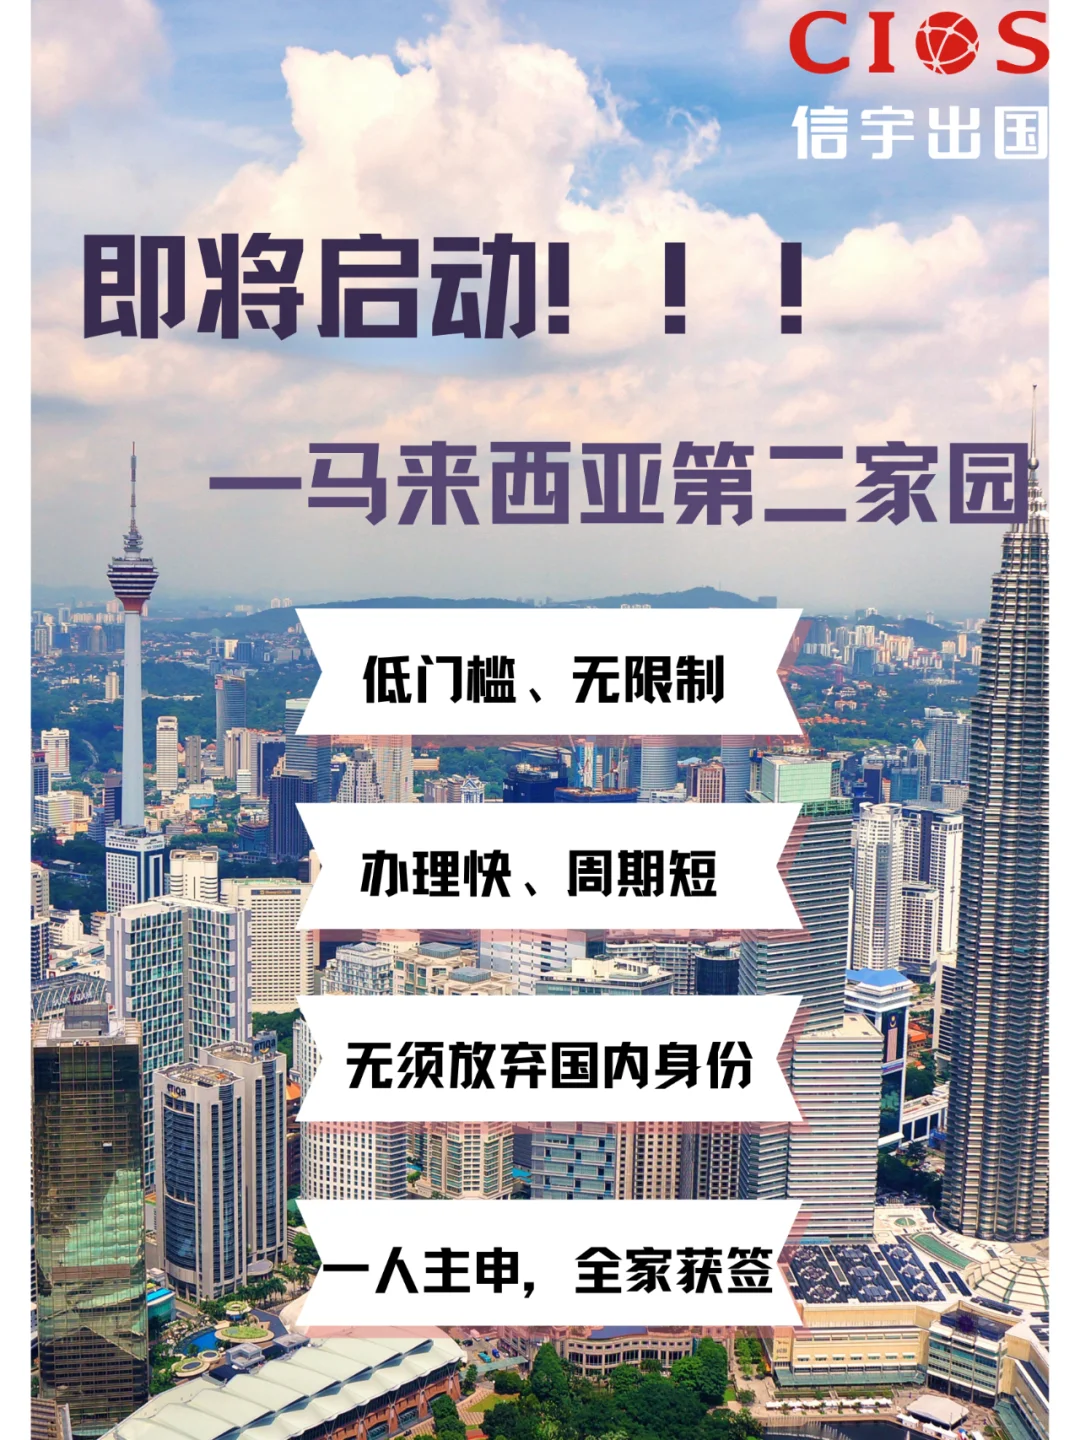 CIOS
信宇出国
即将启动！！！
—马来西亚第二家园
低门槛、无限制
办理快、周期短
无须放弃国内身份
一人主申，全家获签
emqa
emqa